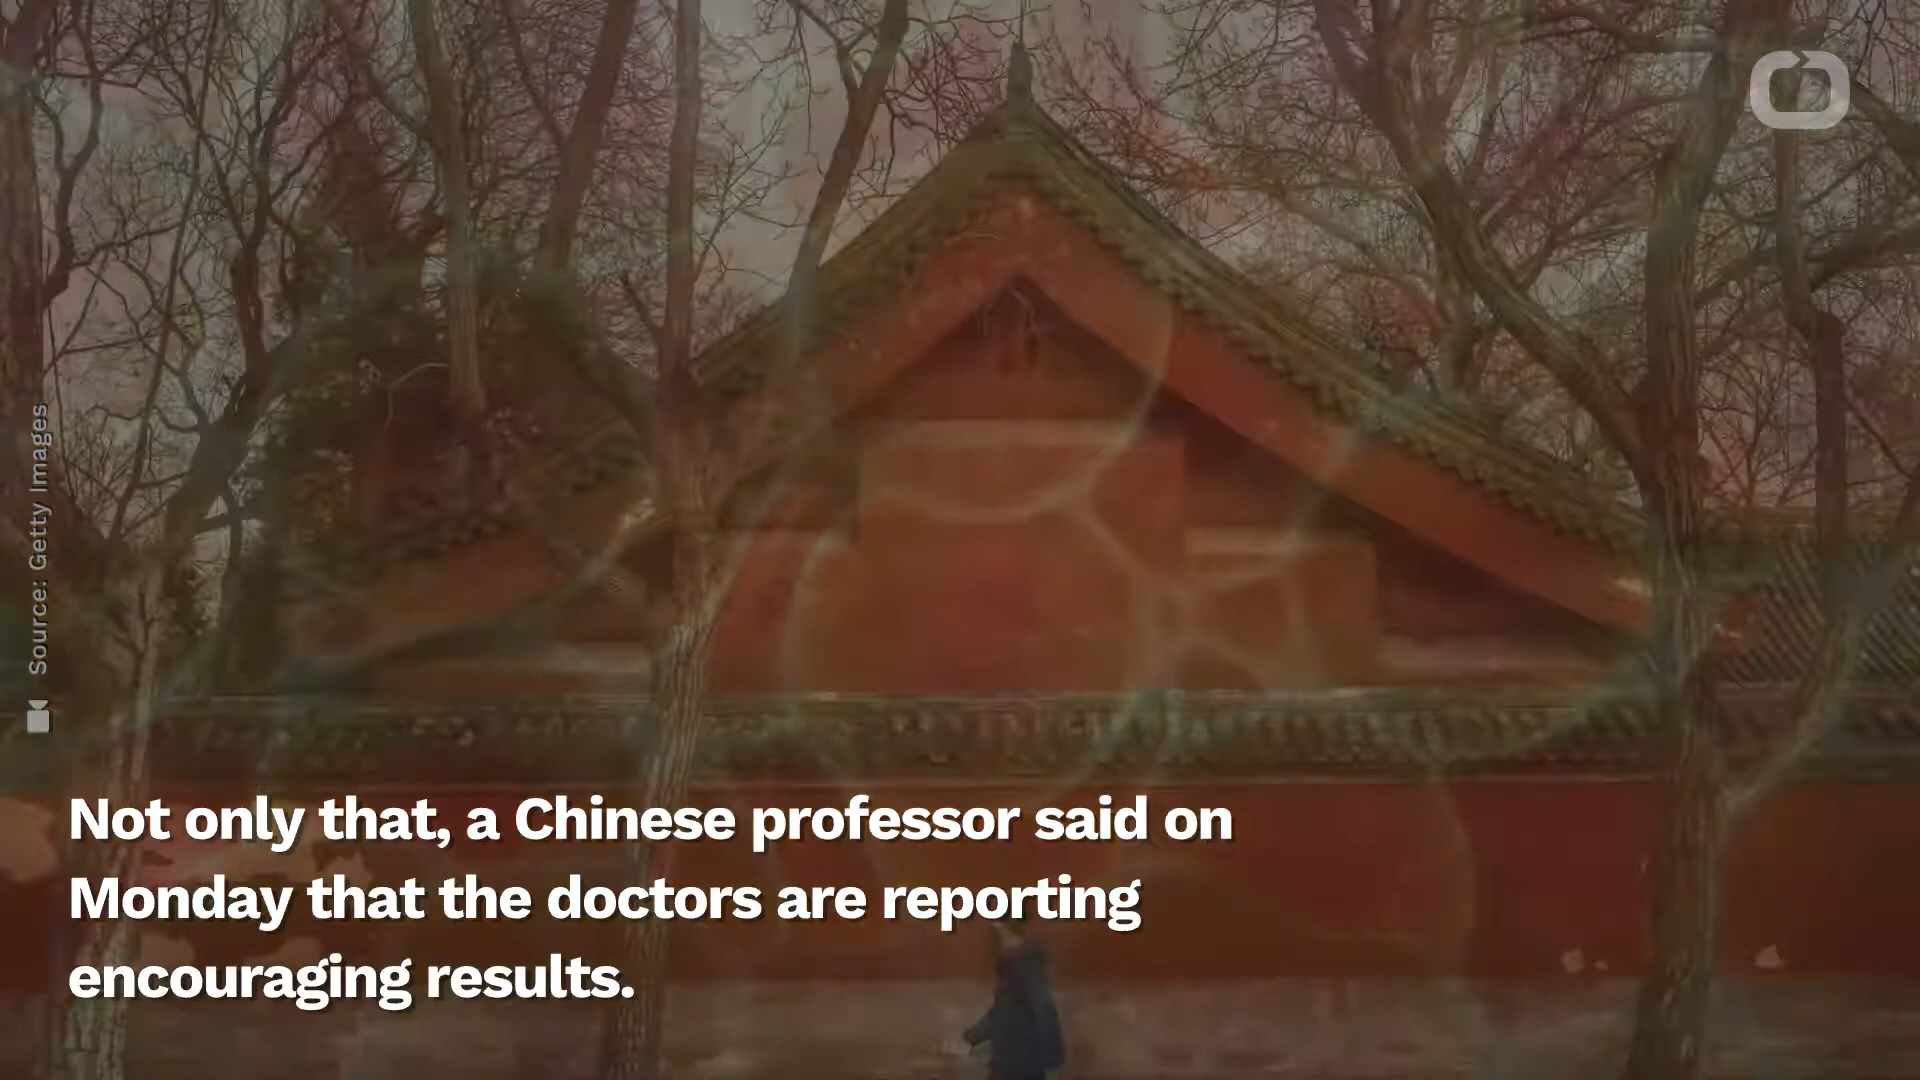 Source: Getty Images
Not only that, a Chinese professor said on
Monday that the doctors are reporting
encouraging results.